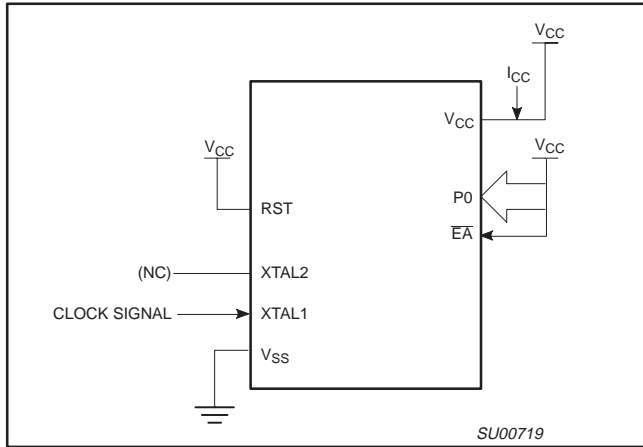 VCC
ICC
VCC
VCC
VCC
P0
RST
EA
(NC)
XTAL2
CLOCK SIGNAL
XTAL1
VSS
SU00719